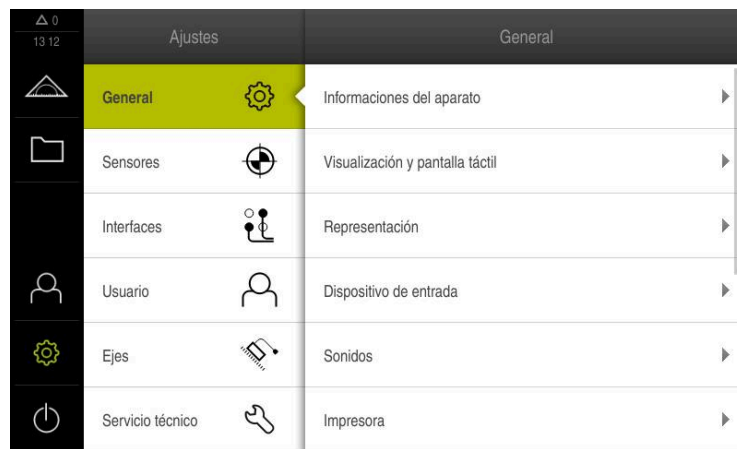 0
13 12
Ajustes
General
General
Informaciones del aparato
Sensores
Visualización y pantalla táctil
Interfaces
Representación
Usuario
Dispositivo de entrada
Ejes
Sonidos
Servicio técnico
Impresora